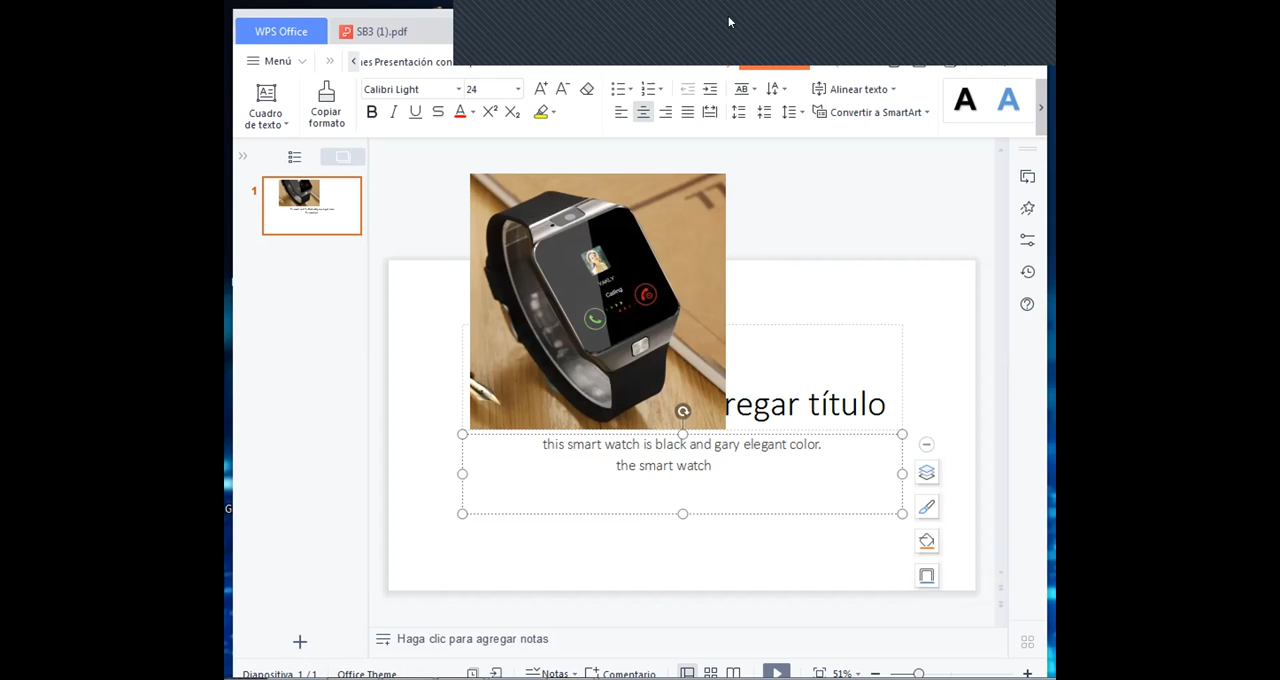 WPS Office
SB3 (1).pdf
Menú
nes Presentación con
Calibri Light
24
Alinear texto
Cuadro
de texto
Copiar
formato
Convertir a SmartArt
1
Calling
regar título
this smart watch is black and gary elegant color.
the smart watch
G
Haga clic para agregar notas
Diapositiva 1 / 1
Office Theme
Notas
Comentario
51%